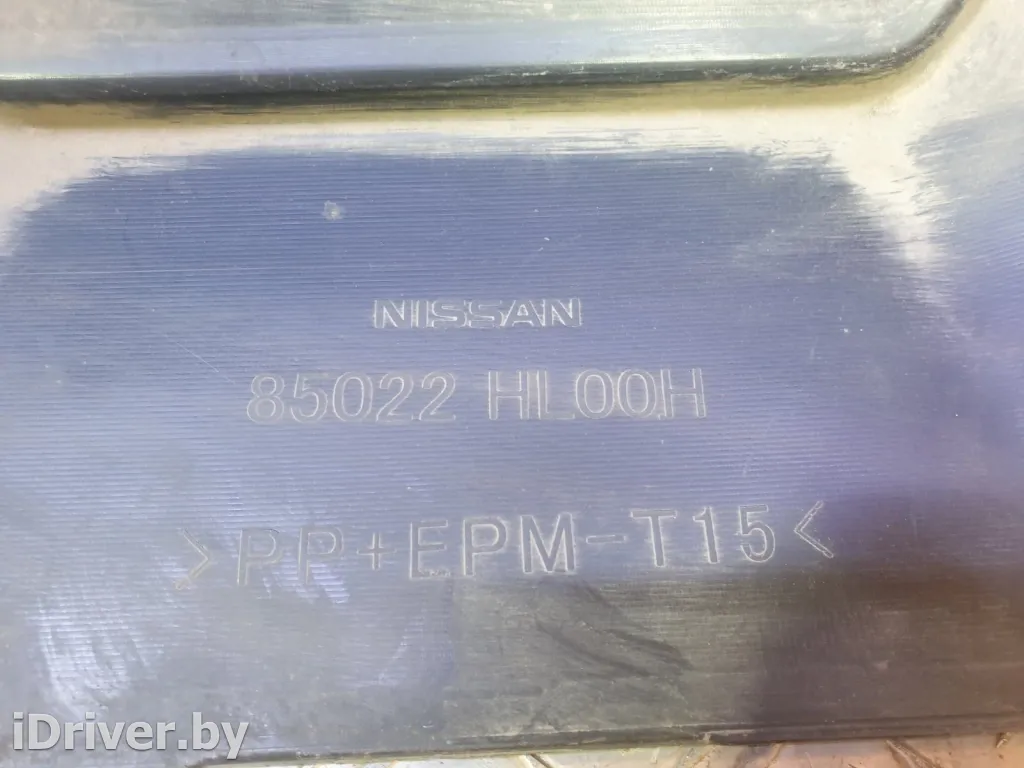 NISSAN
85022 HL00H
>PP+EPM-T15<
iDriver.by